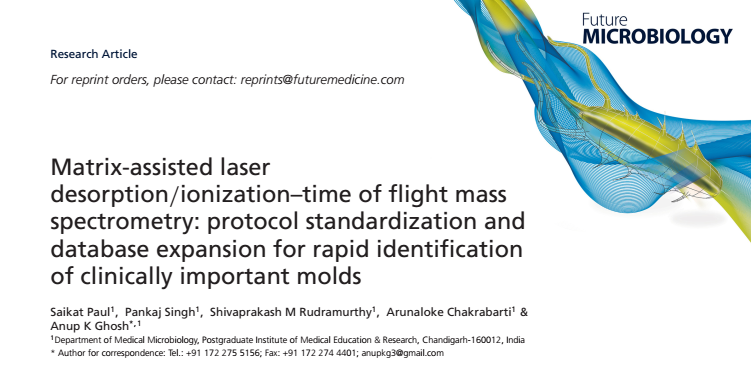 Future
MICROBIOLOGY
Research Article
For reprint orders, please contact: reprints@futuremedicine.com
Matrix-assisted laser
desorption/ionization–time of flight mass
spectrometry: protocol standardization and
database expansion for rapid identification
of clinically important molds
Saikat Paul¹, Pankaj Singh¹, Shivaprakash M Rudramurthy¹, Arunaloke Chakrabarti¹ &
Anup K Ghosh*,¹
¹Department of Medical Microbiology, Postgraduate Institute of Medical Education & Research, Chandigarh-160012, India
* Author for correspondence: Tel.: +91 172 275 5156; Fax: +91 172 274 4401; anupkg3@gmail.com